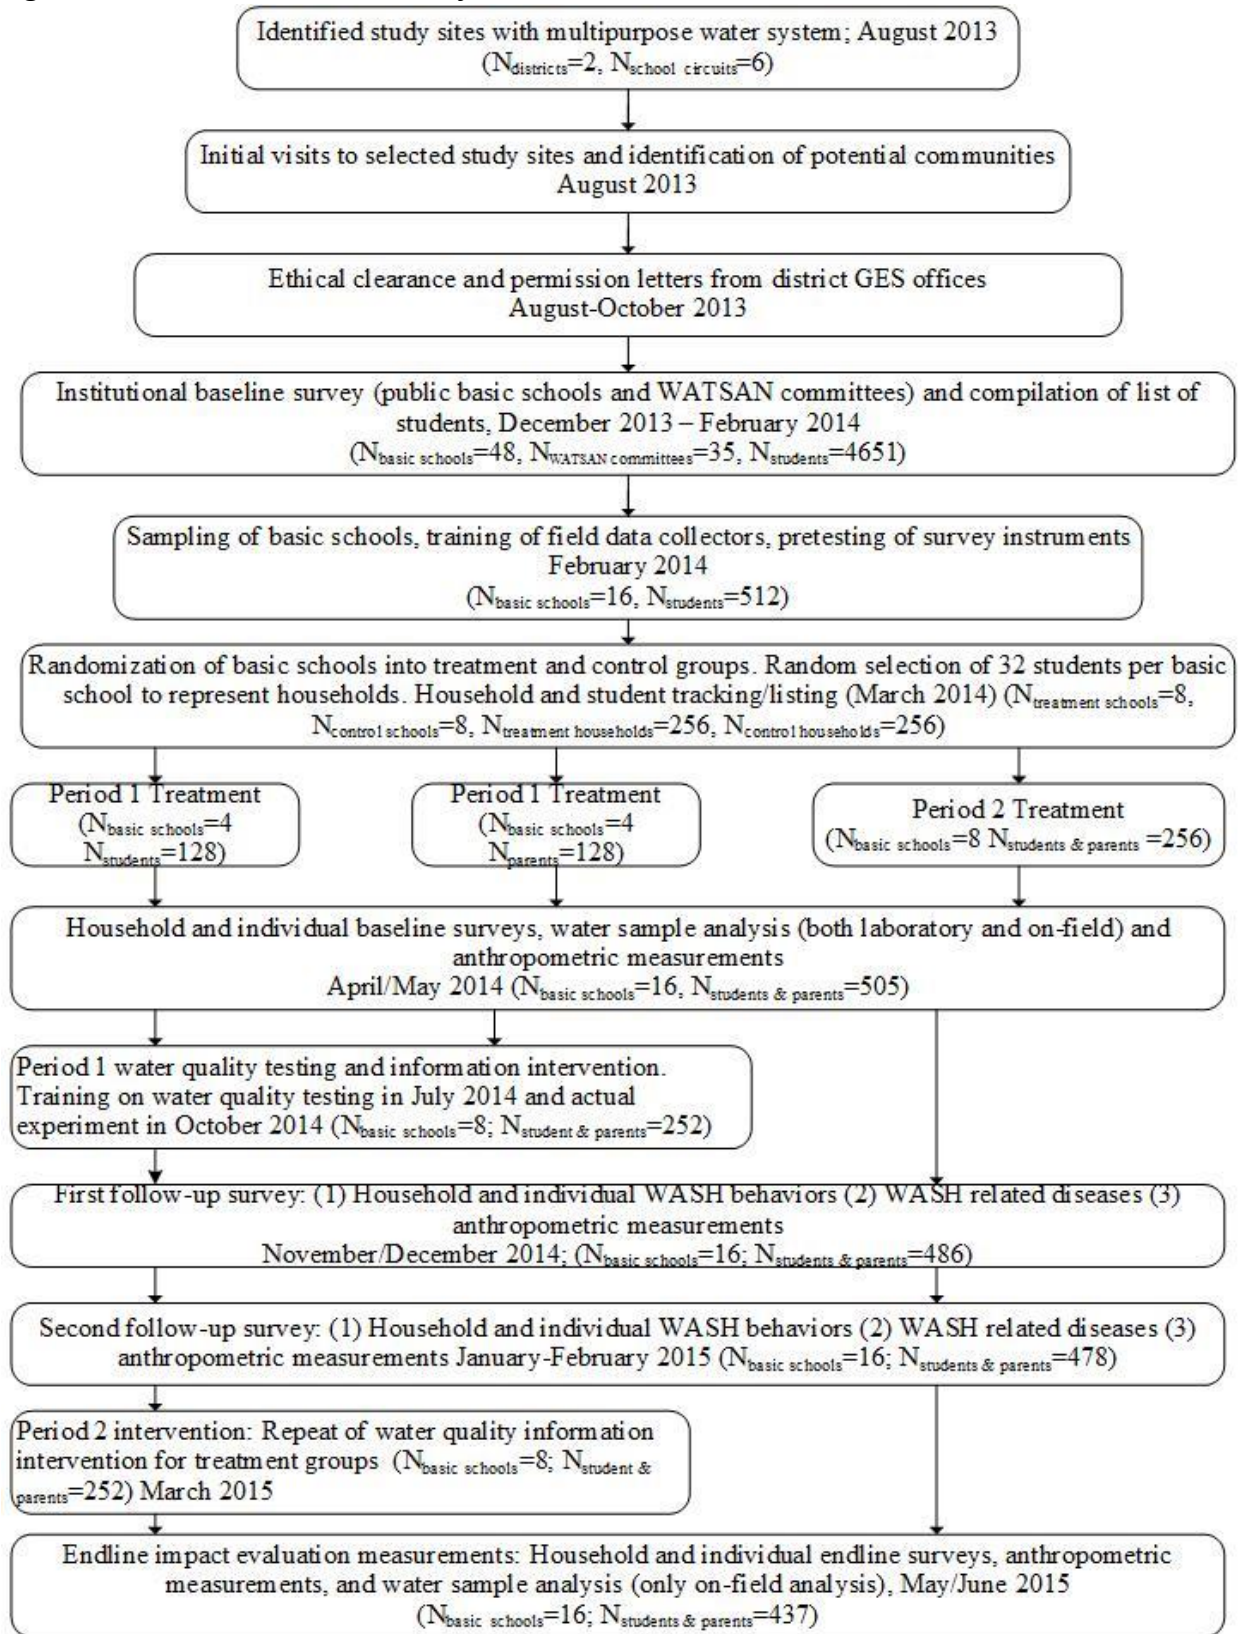 Identified study sites with multipurpose water system; August 2013
(Ndistricts=2, Nschool circuits=6)
Initial visits to selected study sites and identification of potential communities
August 2013
Ethical clearance and permission letters from district GES offices
August-October 2013
Institutional baseline survey (public basic schools and WATSAN committees) and compilation of list of
students, December 2013 – February 2014
(Nbasic schools=48, NWATSAN committees=35, Nstudents=4651)
Sampling of basic schools, training of field data collectors, pretesting of survey instruments
February 2014
(Nbasic schools=16, Nstudents=512)
Randomization of basic schools into treatment and control groups. Random selection of 32 students per basic
school to represent households. Household and student tracking/listing (March 2014) (Ntreatment schools=8,
Ncontrol schools=8, Ntreatment households=256, Ncontrol households=256)
Period 1 Treatment
(Nbasic schools=4
Nstudents=128)
Period 1 Treatment
(Nbasic schools=4
Nparents=128)
Period 2 Treatment
(Nbasic schools=8 Nstudents & parents =256)
Household and individual baseline surveys, water sample analysis (both laboratory and on-field) and
anthropometric measurements
April/May 2014 (Nbasic schools=16, Nstudents & parents=505)
Period 1 water quality testing and information intervention.
Training on water quality testing in July 2014 and actual
experiment in October 2014 (Nbasic schools=8; Nstudent & parents=252)
First follow-up survey: (1) Household and individual WASH behaviors (2) WASH related diseases (3)
anthropometric measurements
November/December 2014; (Nbasic schools=16; Nstudents & parents=486)
Second follow-up survey: (1) Household and individual WASH behaviors (2) WASH related diseases (3)
anthropometric measurements January-February 2015 (Nbasic schools=16; Nstudents & parents=478)
Period 2 intervention: Repeat of water quality information
intervention for treatment groups (Nbasic schools=8; Nstudent &
parents=252) March 2015
Endline impact evaluation measurements: Household and individual endline surveys, anthropometric
measurements, and water sample analysis (only on-field analysis), May/June 2015
(Nbasic schools=16; Nstudents & parents=437)